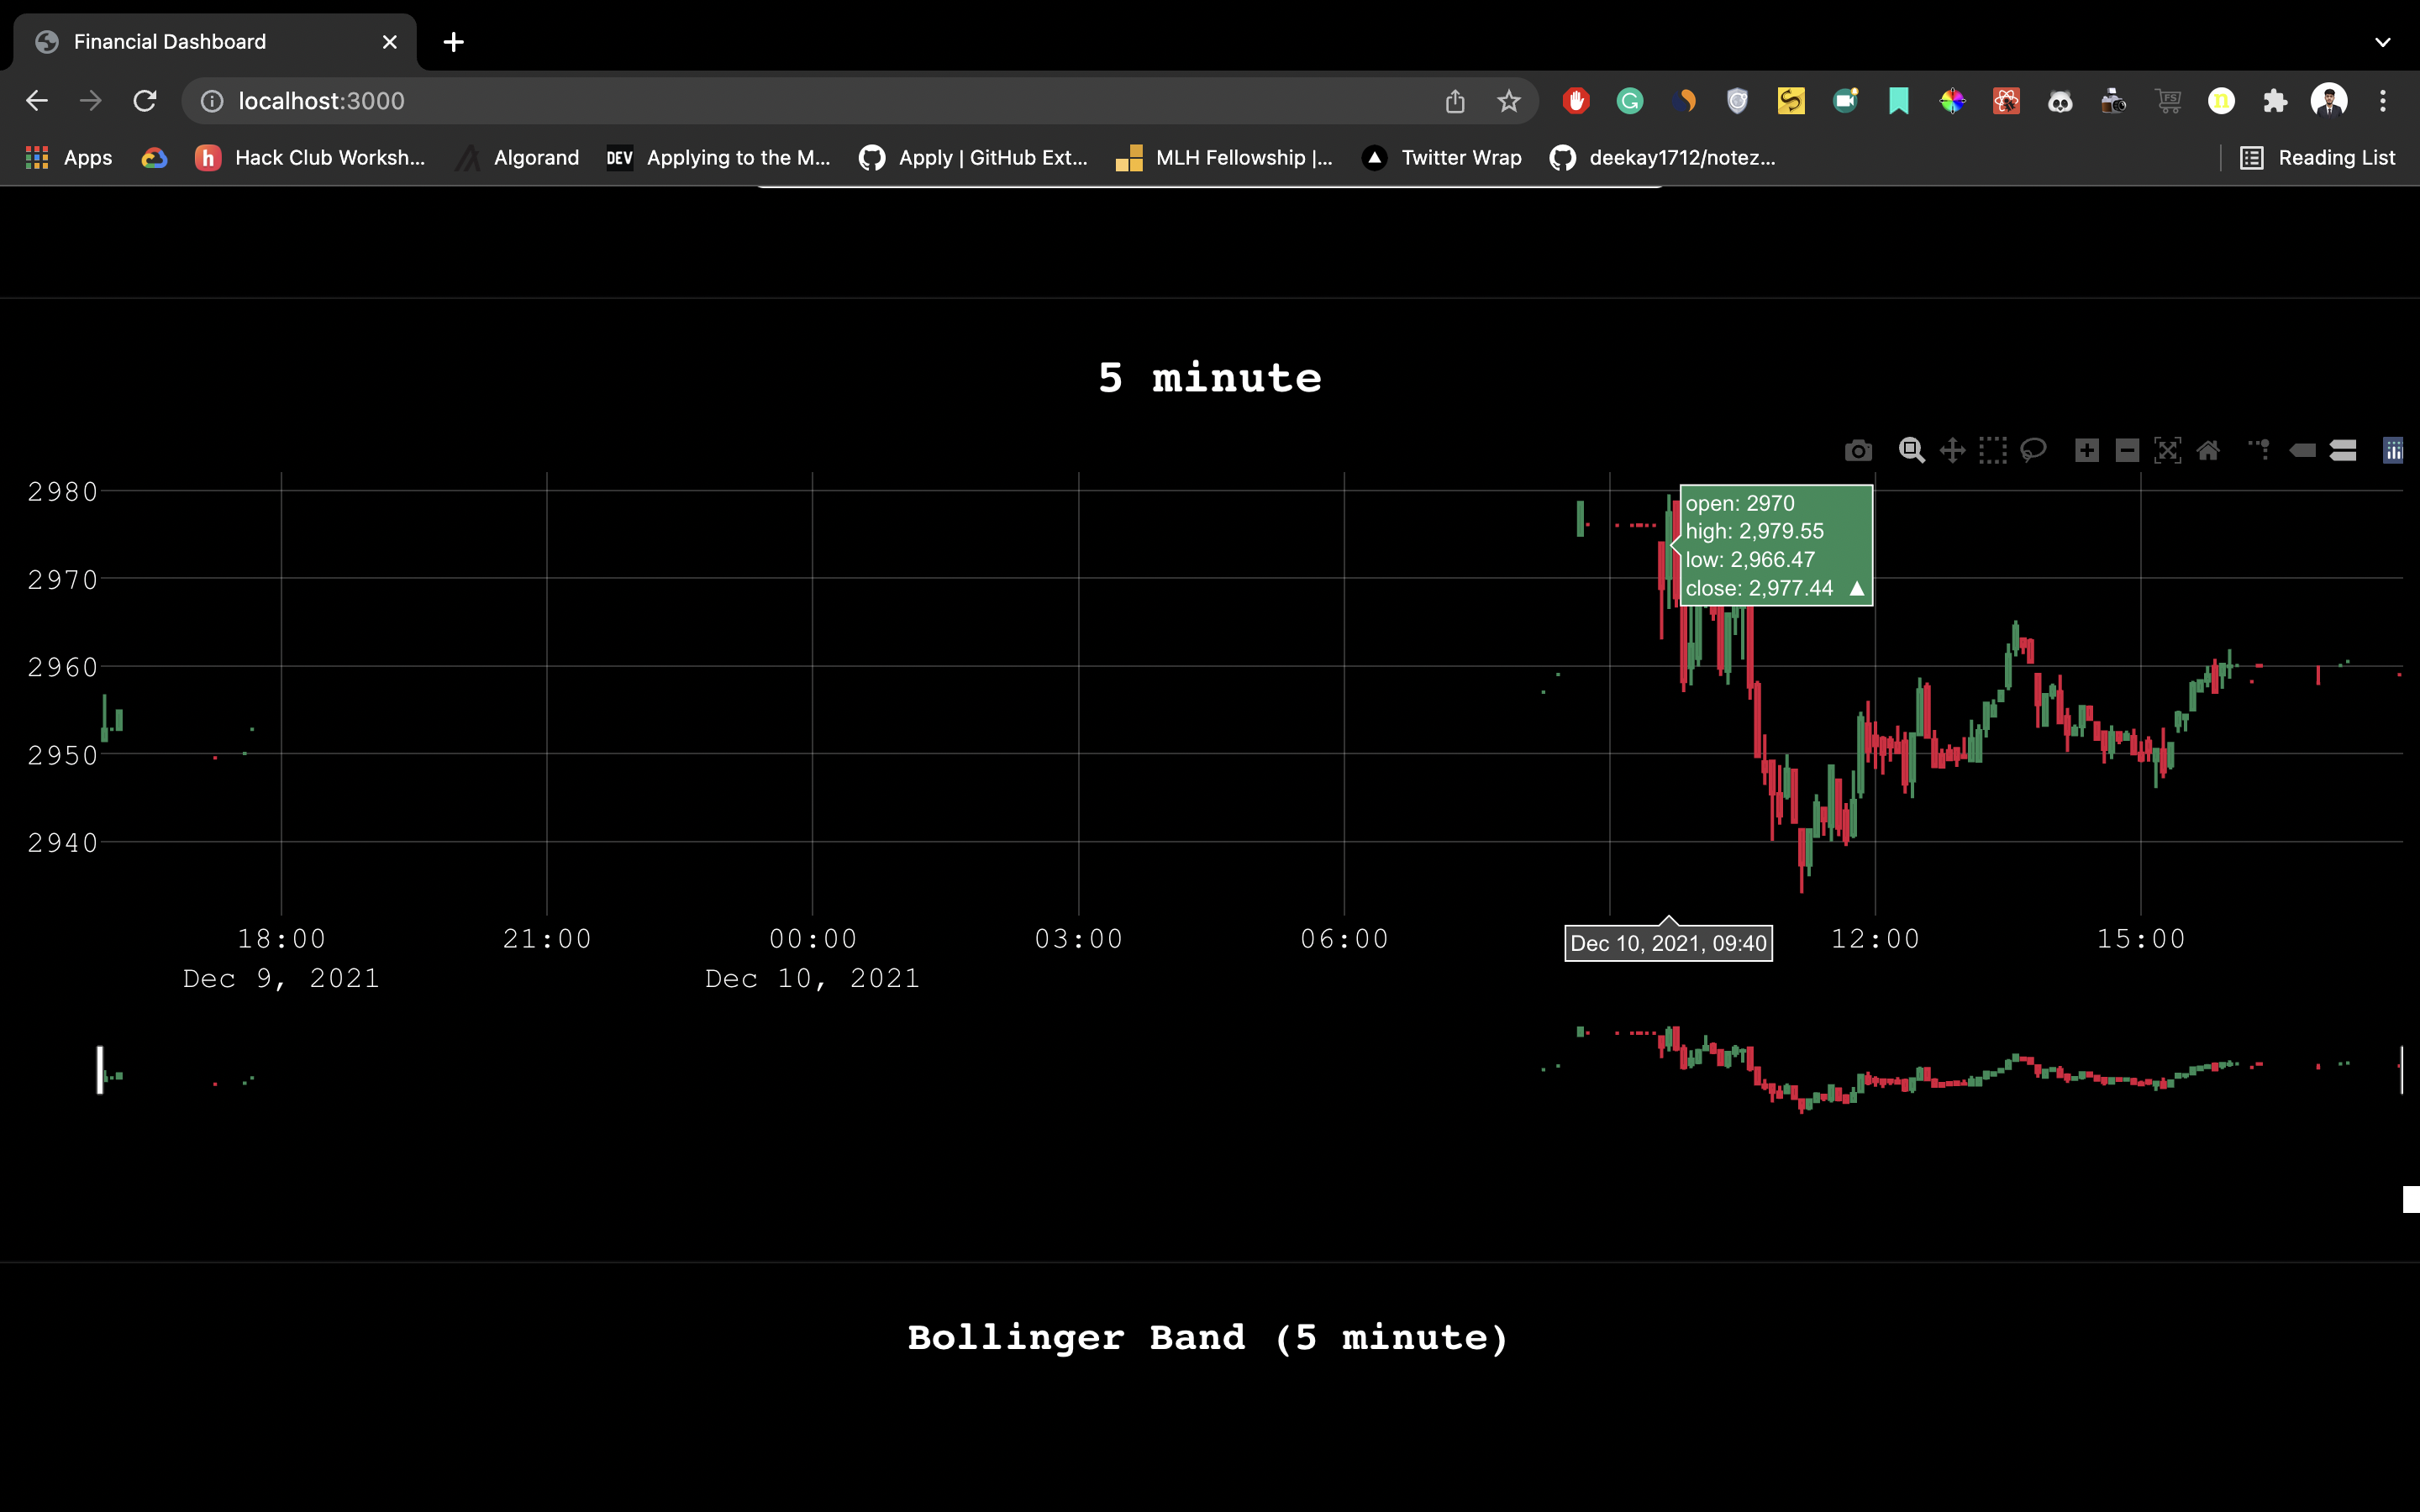 Financial Dashboard
localhost:3000
Apps
Hack Club Worksh...
Algorand
DEV
Applying to the M...
Apply | GitHub Ext...
MLH Fellowship |...
Twitter Wrap
deekay1712/notez...
Reading List
5 minute
2980
2970
2960
2950
2940
open: 2970
high: 2,979.55
low: 2,966.47
close: 2,977.44 ▲
18:00
21:00
00:00
03:00
06:00
Dec 10, 2021, 09:40
12:00
15:00
Dec 9, 2021
Dec 10, 2021
Bollinger Band (5 minute)